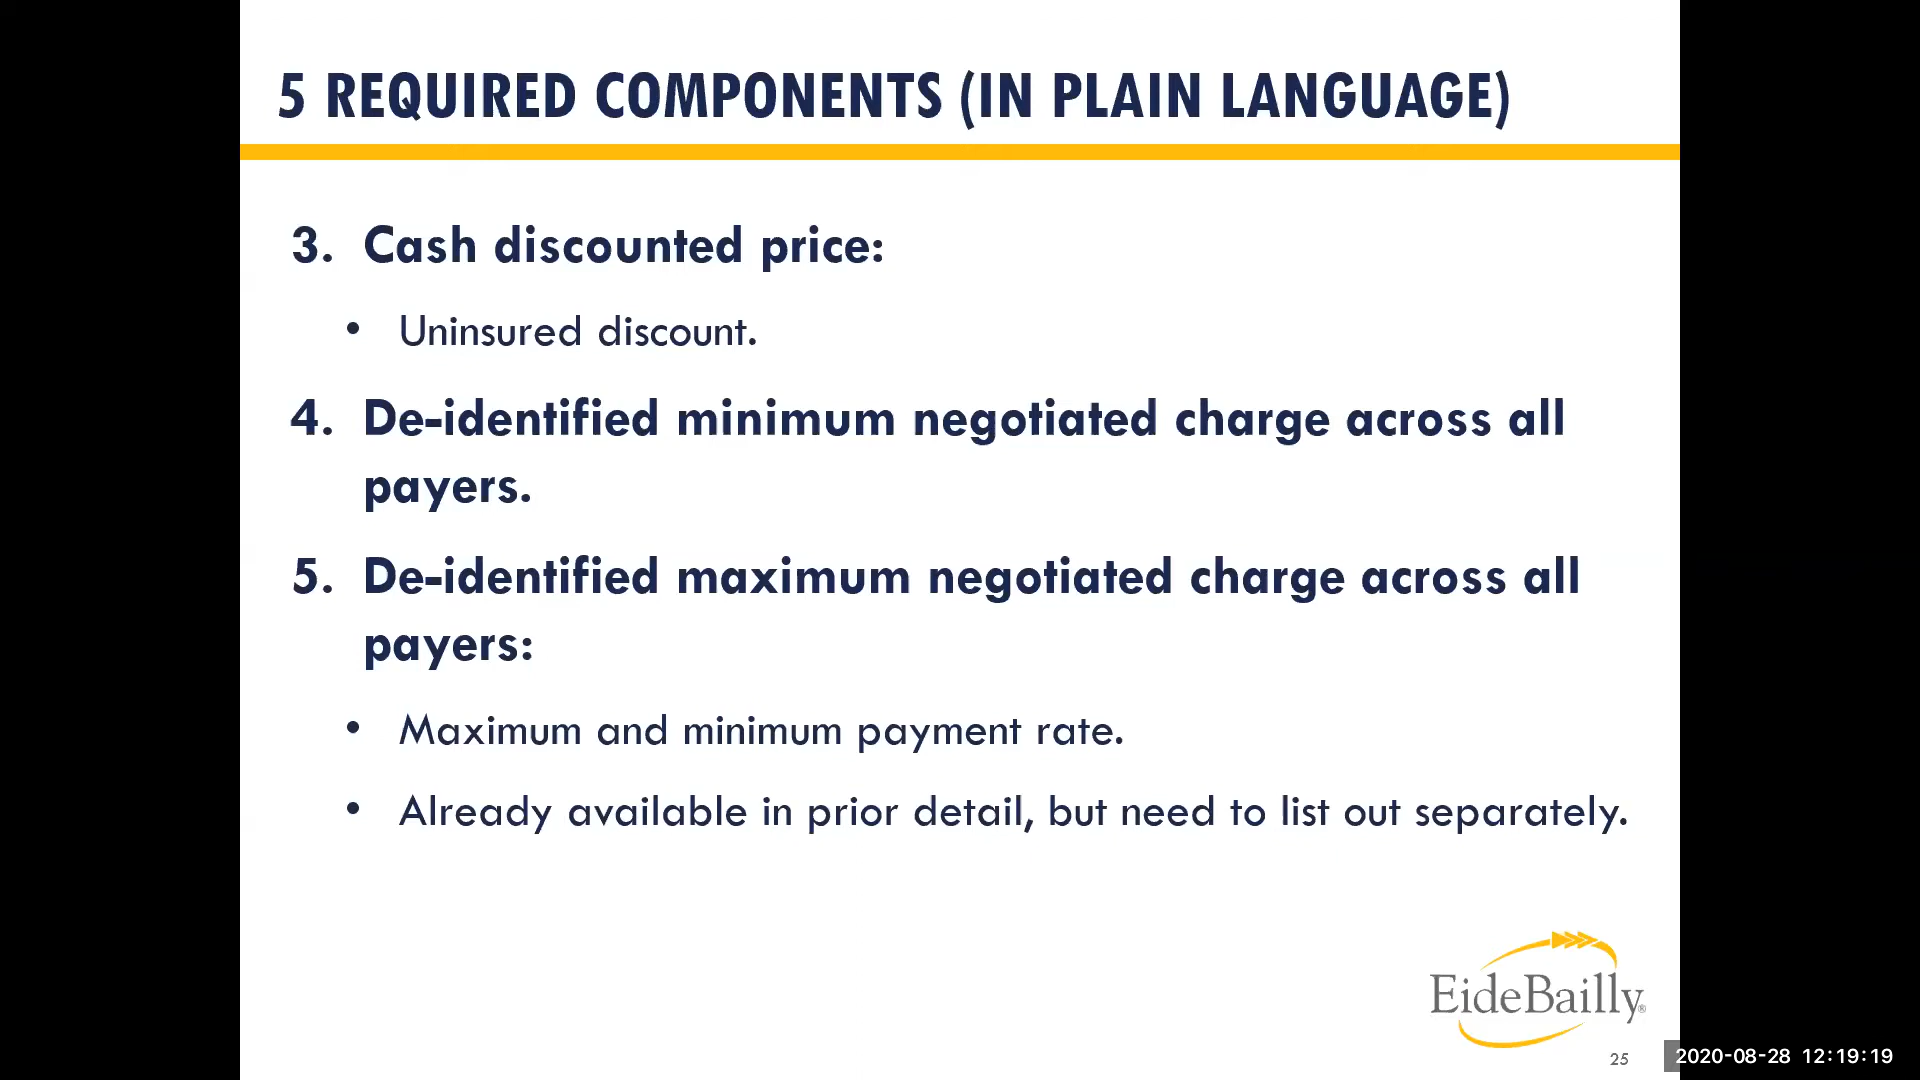 5 REQUIRED COMPONENTS (IN PLAIN LANGUAGE)
3. Cash discounted price:
• Uninsured discount.
4. De-identified minimum negotiated charge across all
payers.
5. De-identified maximum negotiated charge across all
payers:
• Maximum and minimum payment rate.
• Already available in prior detail, but need to list out separately.
EideBailly®
25
2020-08-28 12:19:19